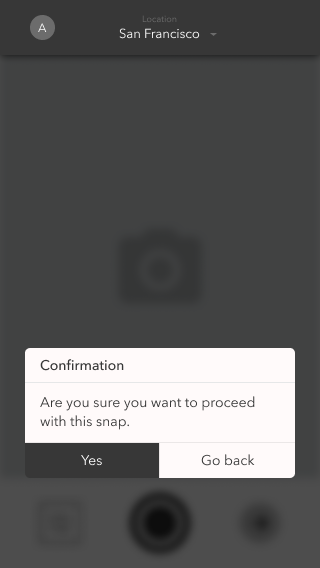 Location
A
San Francisco
Confirmation
Are you sure you want to proceed
with this snap.
Yes
Go back